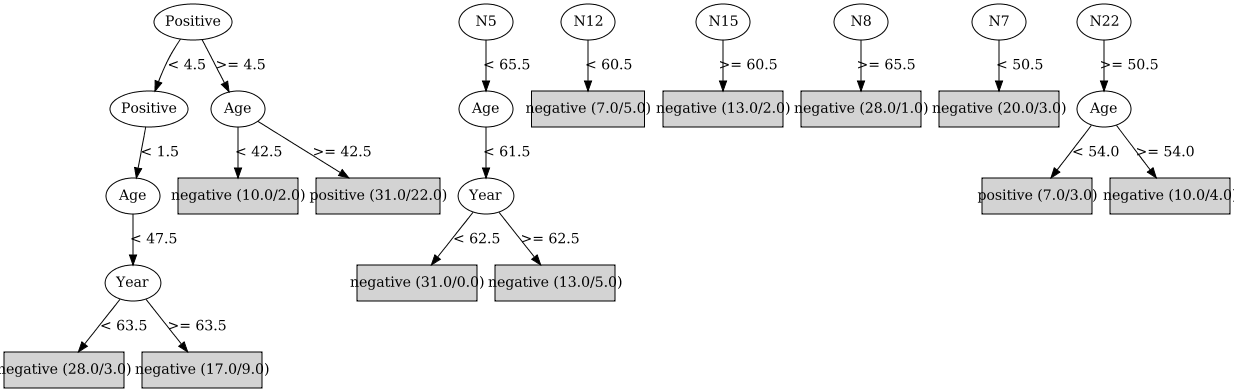 Positive N5 N12 N15 N8 N7 N22
< 4.5 >= 4.5 < 65.5 < 60.5 >= 60.5 >= 65.5 < 50.5 >= 50.5
Positive Age Age negative (7.0/5.0) negative (13.0/2.0) negative (28.0/1.0) negative (20.0/3.0) Age
< 1.5 < 42.5 >= 42.5 < 61.5 < 54.0 >= 54.0
Age negative (10.0/2.0) positive (31.0/22.0) Year positive (7.0/3.0) negative (10.0/4.0)
< 47.5 < 62.5 >= 62.5
Year negative (31.0/0.0) negative (13.0/5.0)
< 63.5 >= 63.5
negative (28.0/3.0) negative (17.0/9.0)